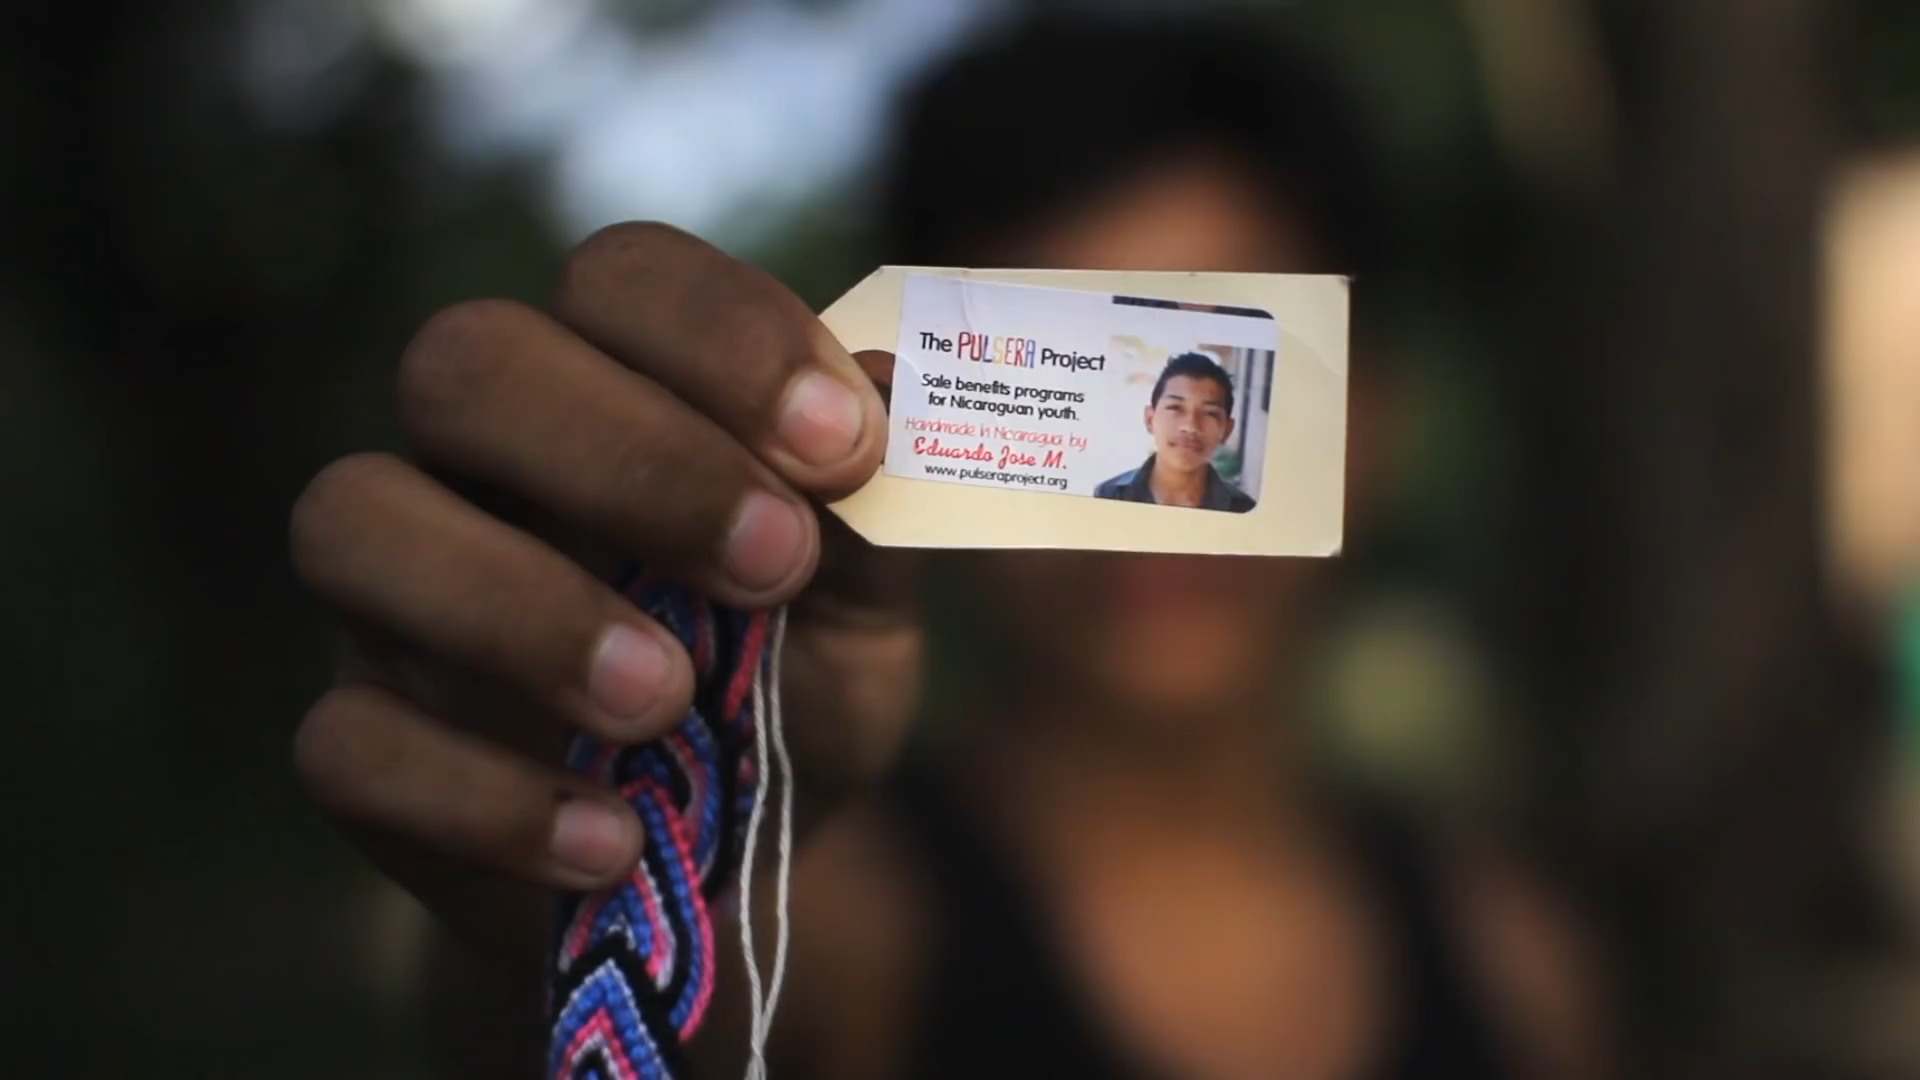 The PULSERA Project
Sale benefits programs
for Nicaraguan youth.
Handmade in Nicaragua by
Eduardo Jose M.
www.pulseraproject.org